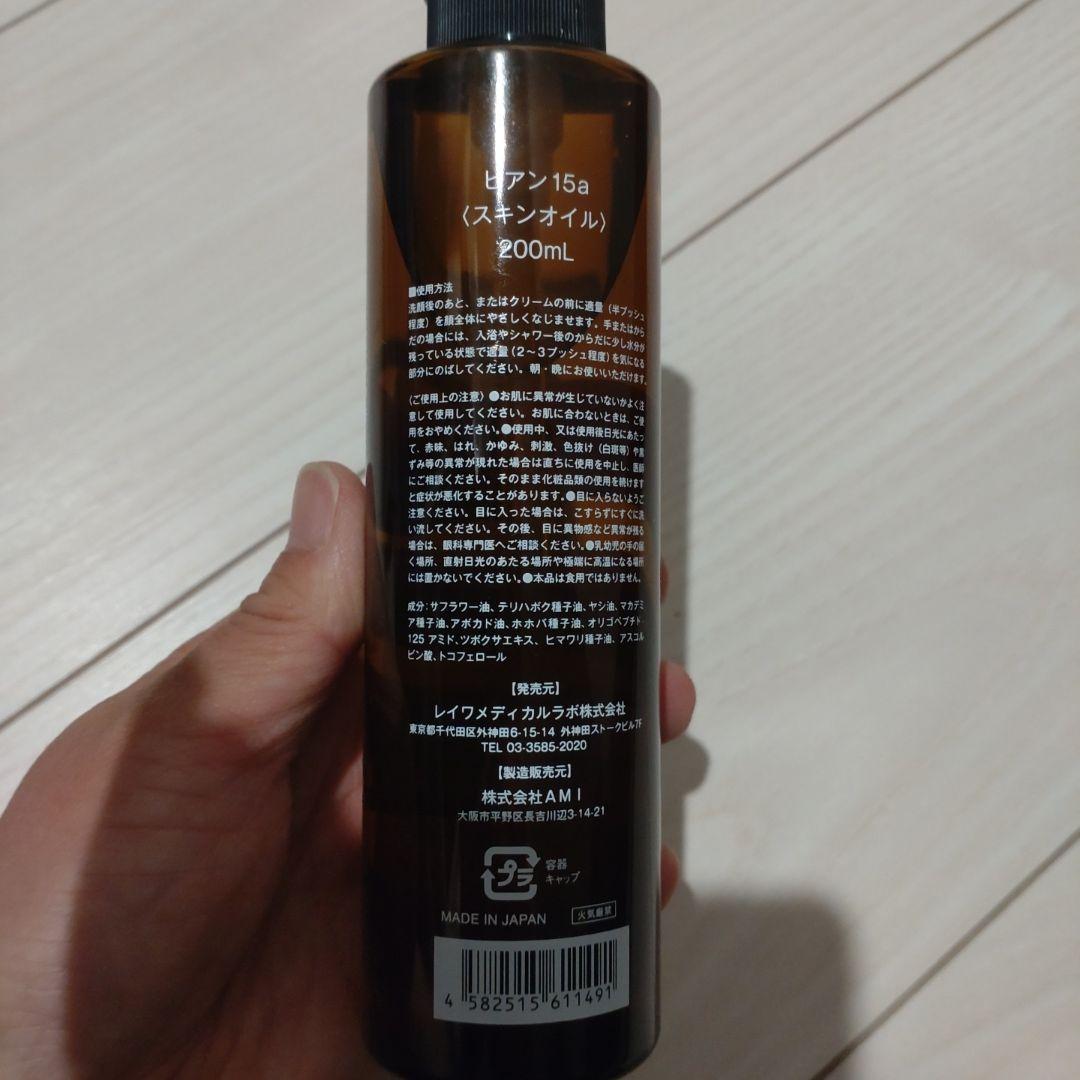 ビアン15a
〈スキンオイル〉
200mL
■使用方法
洗顔後のあと、またはクリームの前に適量（半プッシュ
程度）を顔全体にやさしくなじませます。手またはから
だの場合には、入浴やシャワー後のからだに少し水分が
残っている状態で適量（2～3プッシュ程度）を気になる
部分にのばしてください。朝・晩にお使いいただけます。
〈ご使用上の注意〉●お肌に異常が生じていないかよく注
意して使用してください。お肌に合わないときは、ご使
用をおやめください。●使用中、又は使用後日光にあたっ
て、赤味、はれ、かゆみ、刺激、色抜け（白斑等）や黒
ずみ等の異常が現れた場合は直ちに使用を中止し、医師
にご相談ください。そのまま化粧品類の使用を続けます
と症状が悪化することがあります。●目に入らないようご
注意ください。目に入った場合は、こすらずにすぐに洗
い流してください。その後、目に異物感など異常が残る
場合は、眼科専門医へご相談ください。●乳幼児の手の届
く場所、直射日光のあたる場所や極端に高温になる場所
には置かないでください。●本品は食用ではありません。
成分：サフラワー油、テリハボク種子油、ヤシ油、マカデミ
ア種子油、アボカド油、ホホバ種子油、オリゴペプチド-
125 アミド、ツボクサエキス、ヒマワリ種子油、アスコル
ビン酸、トコフェロール
【発売元】
レイワメディカルラボ株式会社
東京都千代田区外神田6-15-14 外神田ストークビル7F
TEL 03-3585-2020
【製造販売元】
株式会社AMI
大阪市平野区長吉川辺3-14-21
プラ
容器
キャップ
MADE IN JAPAN
火気厳禁
4 582515 611491